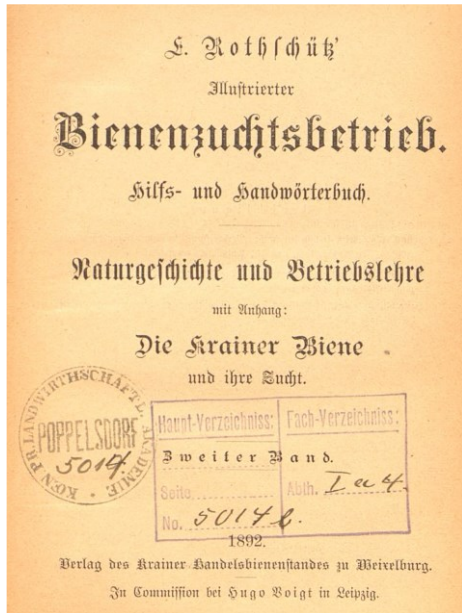 E. Rothschütz'
Illustrierter
Bienenzuchtsbetrieb.
Hilfs- und Handwörterbuch.
Naturgeschichte und Betriebslehre
mit Anhang:
Die Krainer Biene
und ihre Zucht.
KOEN. PR. LANDWIRTHSCHAFTL. AKADEMIE
POPPELSDORF
5014.
Haupt-Verzeichniss: Fach-Verzeichniss:
Zweiter Band.
Seite Abth. I a 4.
No. 5014 b.
1892.
Verlag des Krainer Handelsbienenstandes zu Weixelburg.
In Commission bei Hugo Voigt in Leipzig.